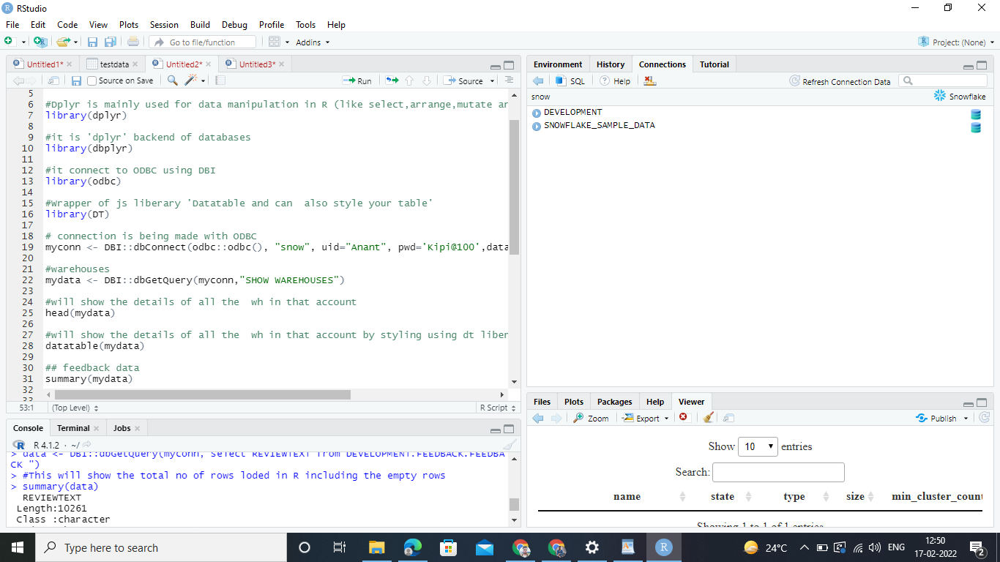 RStudio
File Edit Code View Plots Session Build Debug Profile Tools Help
Go to file/function Addins Project: (None)
Untitled1* testdata Untitled2* Untitled3*
Source on Save Run Source
5
6 #Dplyr is mainly used for data manipulation in R (like select,arrange,mutate ar
7 library(dplyr)
8
9 #it is 'dplyr' backend of databases
10 library(dbplyr)
11
12 #it connect to ODBC using DBI
13 library(odbc)
14
15 #Wrapper of js liberary 'Datatable and can  also style your table'
16 library(DT)
17
18 # connection is being made with ODBC
19 myconn <- DBI::dbConnect(odbc::odbc(), "snow", uid="Anant", pwd='Kipi@100',data
20
21 #warehouses
22 mydata <- DBI::dbGetQuery(myconn,"SHOW WAREHOUSES")
23
24 #will show the details of all the  wh in that account
25 head(mydata)
26
27 #will show the details of all the  wh in that account by styling using dt liber
28 datatable(mydata)
29
30 ## feedback data
31 summary(mydata)
32
33
53:1 (Top Level) R Script
Console Terminal Jobs
R 4.1.2 · ~/
> data <- DBI::dbGetQuery(myconn, select REVIEWTEXT from DEVELOPMENT.FEEDBACK.FEEDBA
CK ")
> #This will show the total no of rows loded in R including the empty rows
> summary(data)
REVIEWTEXT
Length:10261
Class :character
Environment History Connections Tutorial
SQL Help Refresh Connection Data
snow Snowflake
DEVELOPMENT
SNOWFLAKE_SAMPLE_DATA
Files Plots Packages Help Viewer
Zoom Export Publish
Show 10 entries
Search:
name state type size min_cluster_count
Showing 1 to 1 of 1 entries
Type here to search
24°C ENG 12:50
17-02-2022
2